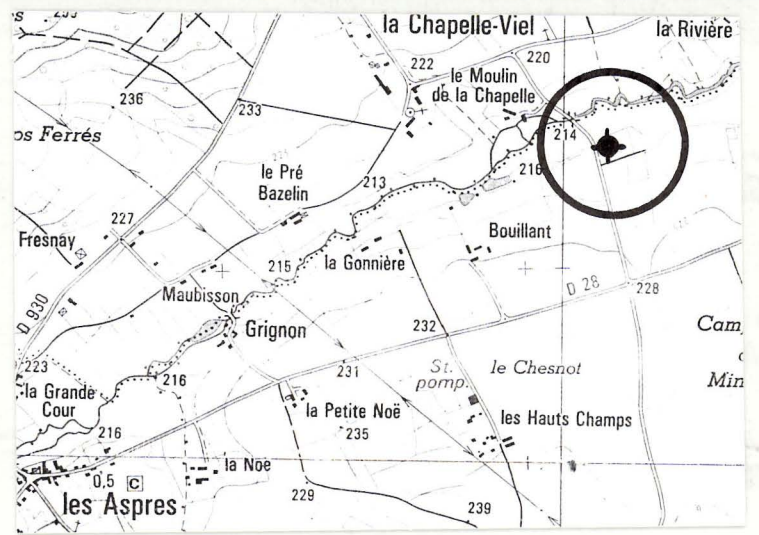 la Chapelle-Viel
la Rivière
222
220
le Moulin
de la Chapelle
236
233
214
os Ferrés
le Pré
Bazelin
213
216
227
Fresnay
Bouillant
la Gonnière
215
Maubisson
D 28
228
D 930
Grignon
232
Cam
223
231
St.
pomp.
le Chesnot
Min
216
la Grande
Cour
la Petite Noë
les Hauts Champs
216
235
la Noë
0,5
C
les Aspres
229
239